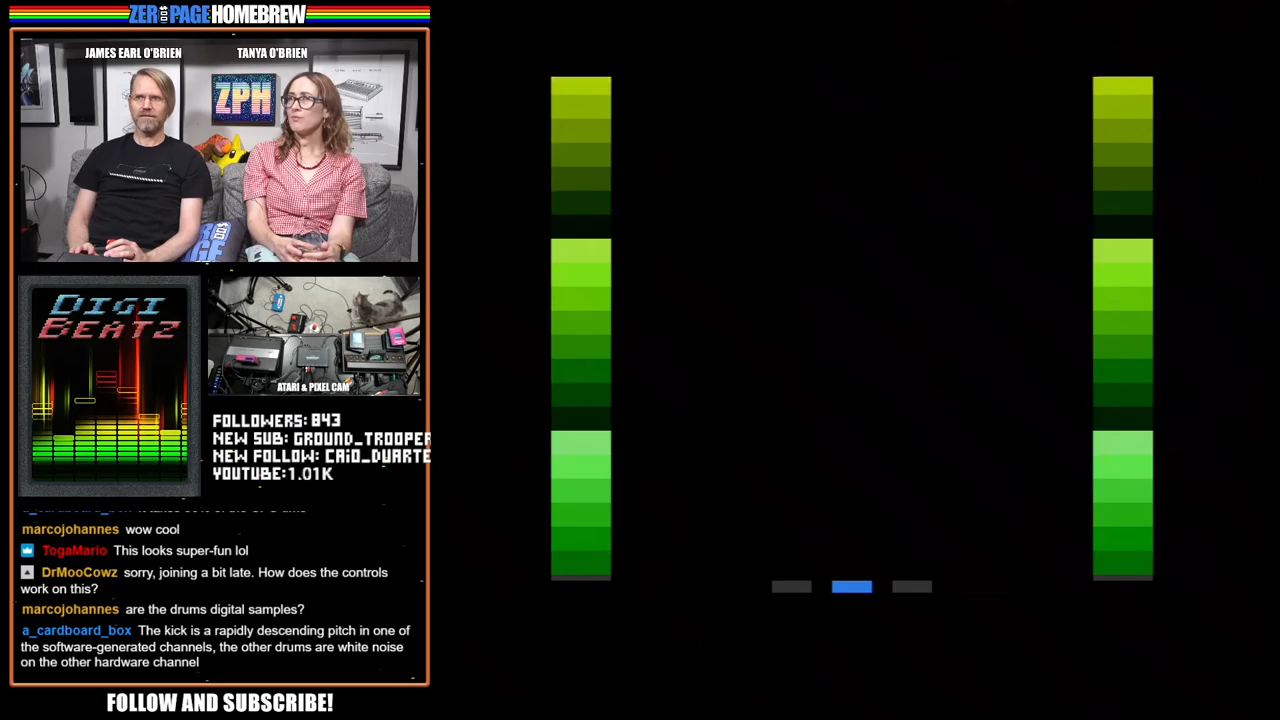 ZEROPAGE HOMEBREW
JAMES EARL O'BRIEN
TANYA O'BRIEN
ZPH
DIGI
BEATZ
ATARI & PIXEL CAM
FOLLOWERS: 843
NEW SUB: GROUND_TROOPER
NEW FOLLOW: CAIO_DUARTE
YOUTUBE:1.01K
marcojohannes wow cool
TogaMario This looks super-fun lol
DrMooCowz sorry, joining a bit late. How does the controls
work on this?
marcojohannes are the drums digital samples?
a_cardboard_box The kick is a rapidly descending pitch in one of
the software-generated channels, the other drums are white noise
on the other hardware channel
FOLLOW AND SUBSCRIBE!